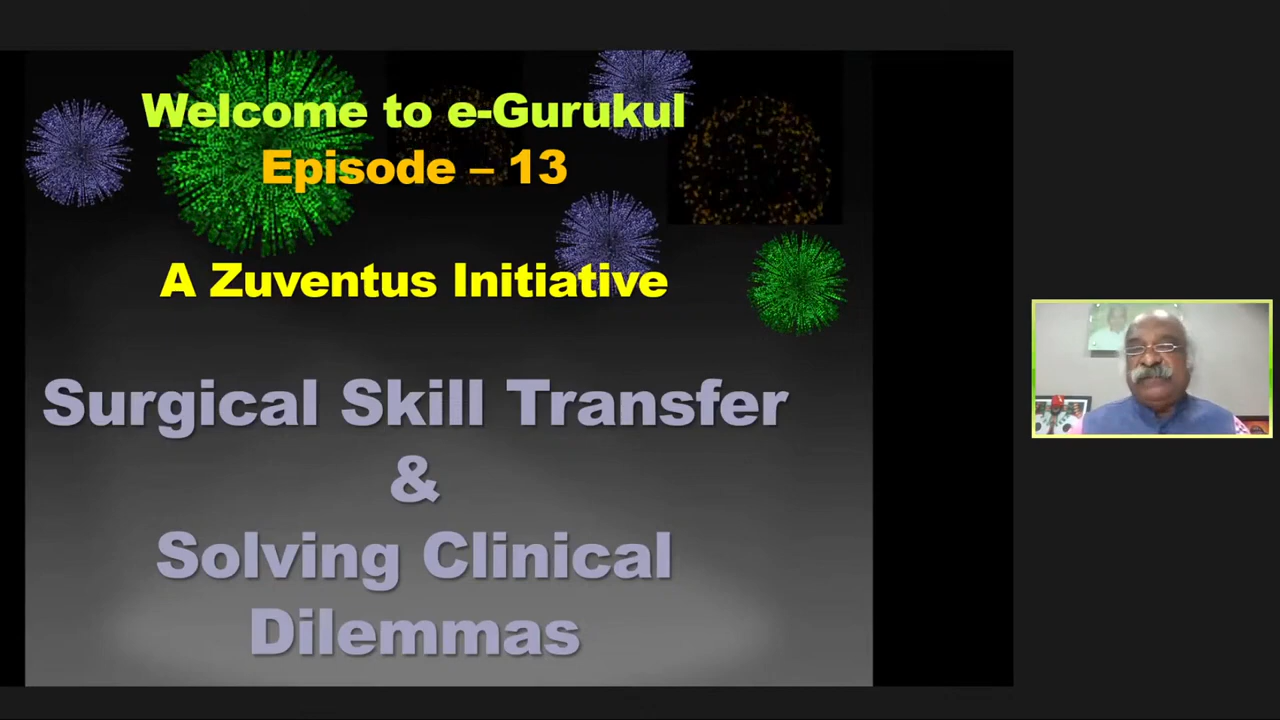 Welcome to e-Gurukul
Episode – 13
A Zuventus Initiative
Surgical Skill Transfer
&
Solving Clinical
Dilemmas